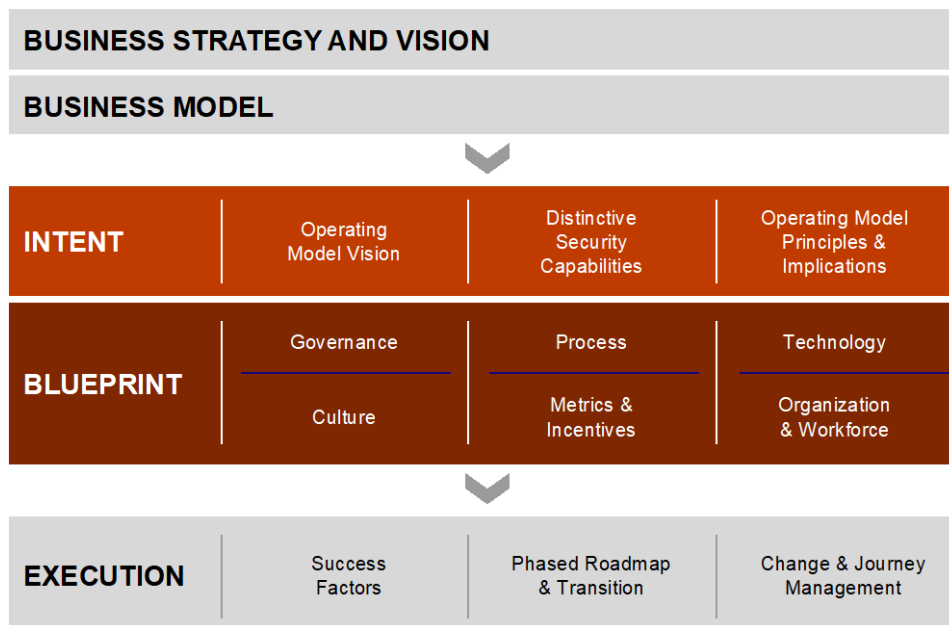 BUSINESS STRATEGY AND VISION
BUSINESS MODEL
INTENT
Operating
Model Vision
Distinctive
Security
Capabilities
Operating Model
Principles &
Implications
BLUEPRINT
Governance
Process
Technology
Culture
Metrics &
Incentives
Organization
& Workforce
EXECUTION
Success
Factors
Phased Roadmap
& Transition
Change & Journey
Management